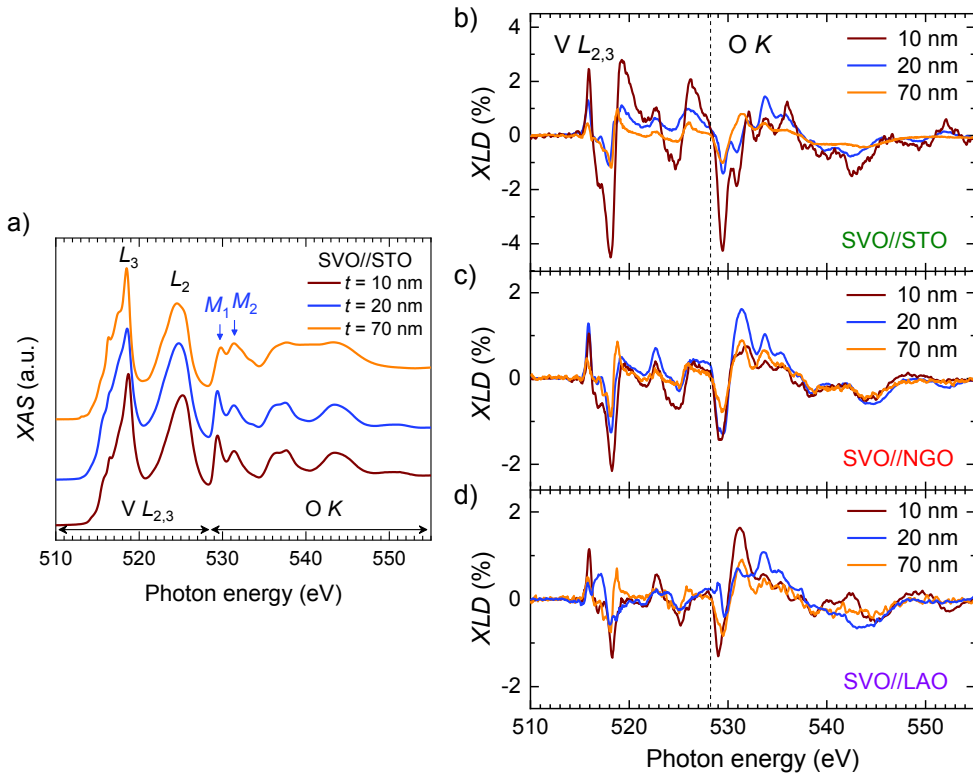 a)
XAS (a.u.)
L3
L2
M1
M2
SVO//STO
t = 10 nm
t = 20 nm
t = 70 nm
V L2,3
O K
510 520 530 540 550
Photon energy (eV)
b)
XLD (%)
4
2
0
-2
-4
V L2,3
O K
10 nm
20 nm
70 nm
SVO//STO
c)
XLD (%)
2
0
-2
10 nm
20 nm
70 nm
SVO//NGO
d)
XLD (%)
2
0
-2
10 nm
20 nm
70 nm
SVO//LAO
510 520 530 540 550
Photon energy (eV)